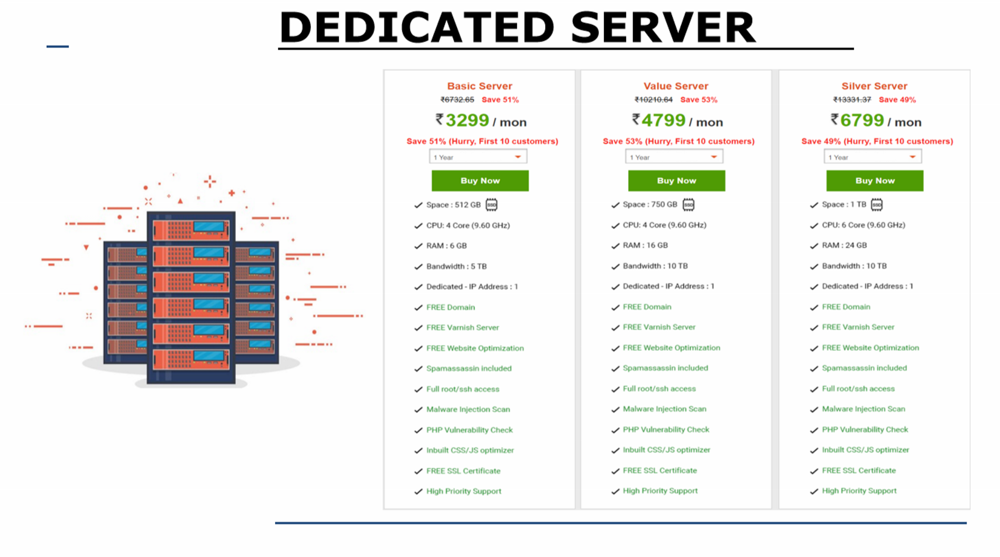 DEDICATED SERVER
Basic Server
₹6732.65 Save 51%
₹3299 / mon
Save 51% (Hurry, First 10 customers)
1 Year
Buy Now
Space : 512 GB SSD
CPU: 4 Core (9.60 GHz)
RAM : 6 GB
Bandwidth : 5 TB
Dedicated - IP Address : 1
FREE Domain
FREE Varnish Server
FREE Website Optimization
Spamassassin included
Full root/ssh access
Malware Injection Scan
PHP Vulnerability Check
Inbuilt CSS/JS optimizer
FREE SSL Certificate
High Priority Support
Value Server
₹10210.64 Save 53%
₹4799 / mon
Save 53% (Hurry, First 10 customers)
1 Year
Buy Now
Space : 750 GB SSD
CPU: 4 Core (9.60 GHz)
RAM : 16 GB
Bandwidth : 10 TB
Dedicated - IP Address : 1
FREE Domain
FREE Varnish Server
FREE Website Optimization
Spamassassin included
Full root/ssh access
Malware Injection Scan
PHP Vulnerability Check
Inbuilt CSS/JS optimizer
FREE SSL Certificate
High Priority Support
Silver Server
₹13331.37 Save 49%
₹6799 / mon
Save 49% (Hurry, First 10 customers)
1 Year
Buy Now
Space : 1 TB SSD
CPU: 6 Core (9.60 GHz)
RAM : 24 GB
Bandwidth : 10 TB
Dedicated - IP Address : 1
FREE Domain
FREE Varnish Server
FREE Website Optimization
Spamassassin included
Full root/ssh access
Malware Injection Scan
PHP Vulnerability Check
Inbuilt CSS/JS optimizer
FREE SSL Certificate
High Priority Support